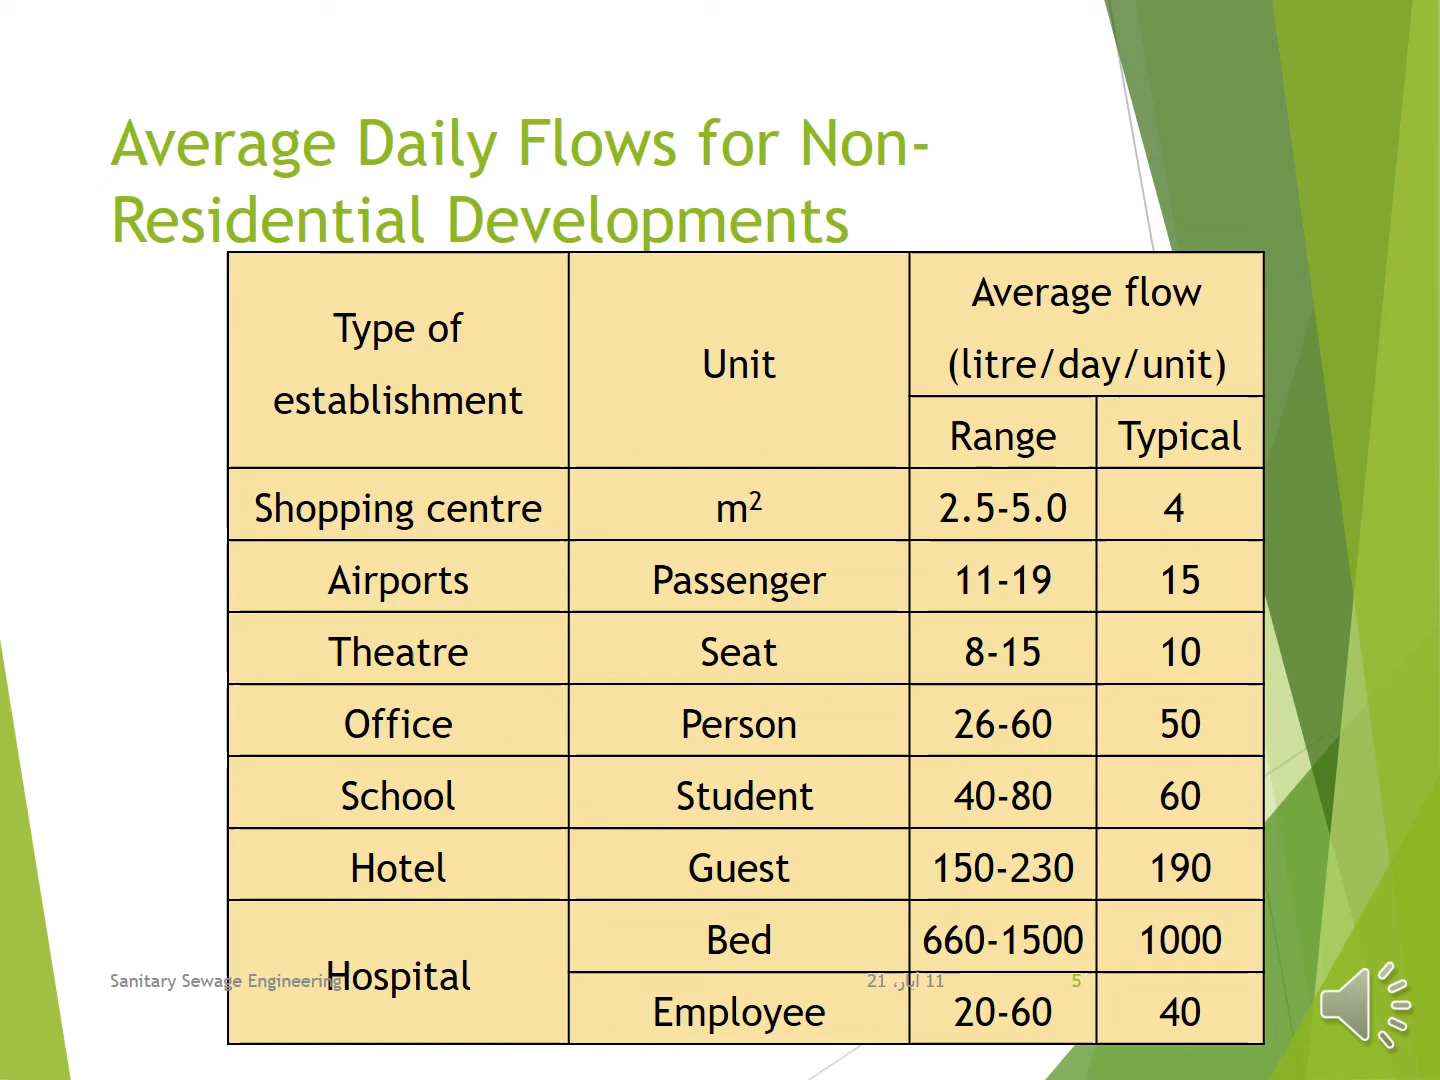 Average Daily Flows for Non-
Residential Developments
Type of
establishment
Unit
Average flow
(litre/day/unit)
Range
Typical
Shopping centre
m²
2.5-5.0
4
Airports
Passenger
11-19
15
Theatre
Seat
8-15
10
Office
Person
26-60
50
School
Student
40-80
60
Hotel
Guest
150-230
190
Hospital
Bed
660-1500
1000
Employee
20-60
40
Sanitary Sewage Engineering
11 أيار، 21
5